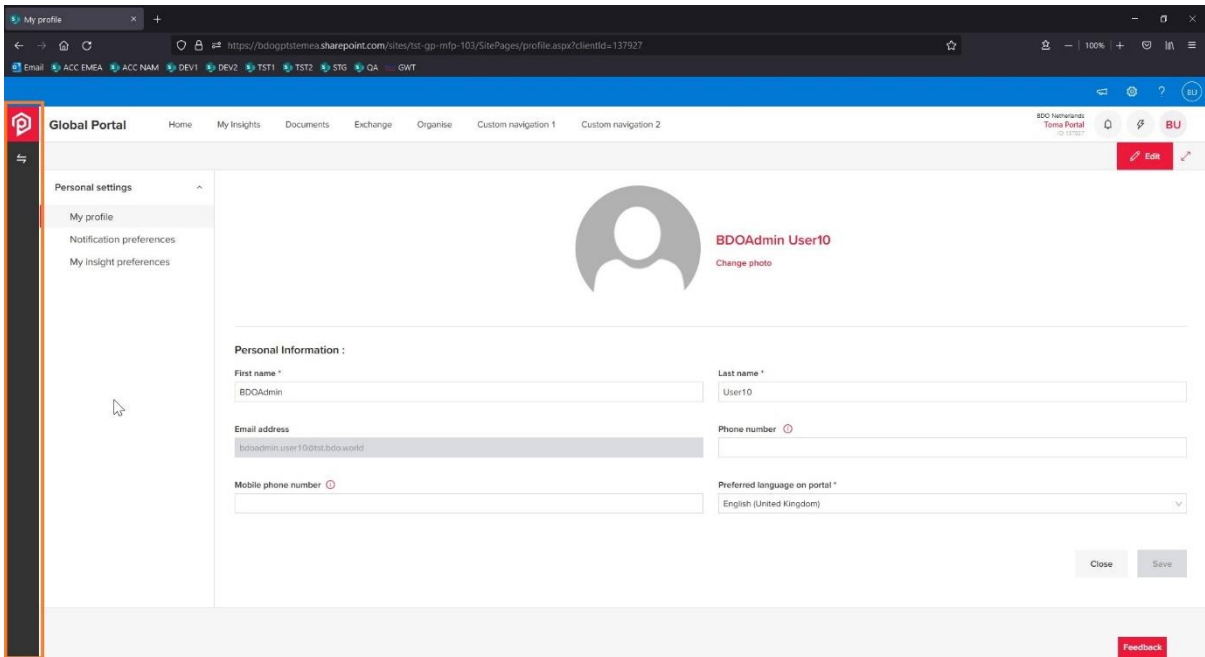 My profile
https://bdogptstemea.sharepoint.com/sites/tst-gp-mfp-103/SitePages/profile.aspx?clientId=137927
100%
Email ACC EMEA ACC NAM DEV1 DEV2 TST1 TST2 STG QA GWT
BU
Global Portal Home My Insights Documents Exchange Organise Custom navigation 1 Custom navigation 2
BDO Netherlands
Toma Portal
ID 137927
BU
Edit
Personal settings
My profile
Notification preferences
My insight preferences
BDOAdmin User10
Change photo
Personal Information :
First name * Last name *
BDOAdmin User10
Email address Phone number
bdoadmin.user10@tst.bdo.world
Mobile phone number Preferred language on portal *
English (United Kingdom)
Close Save
Feedback